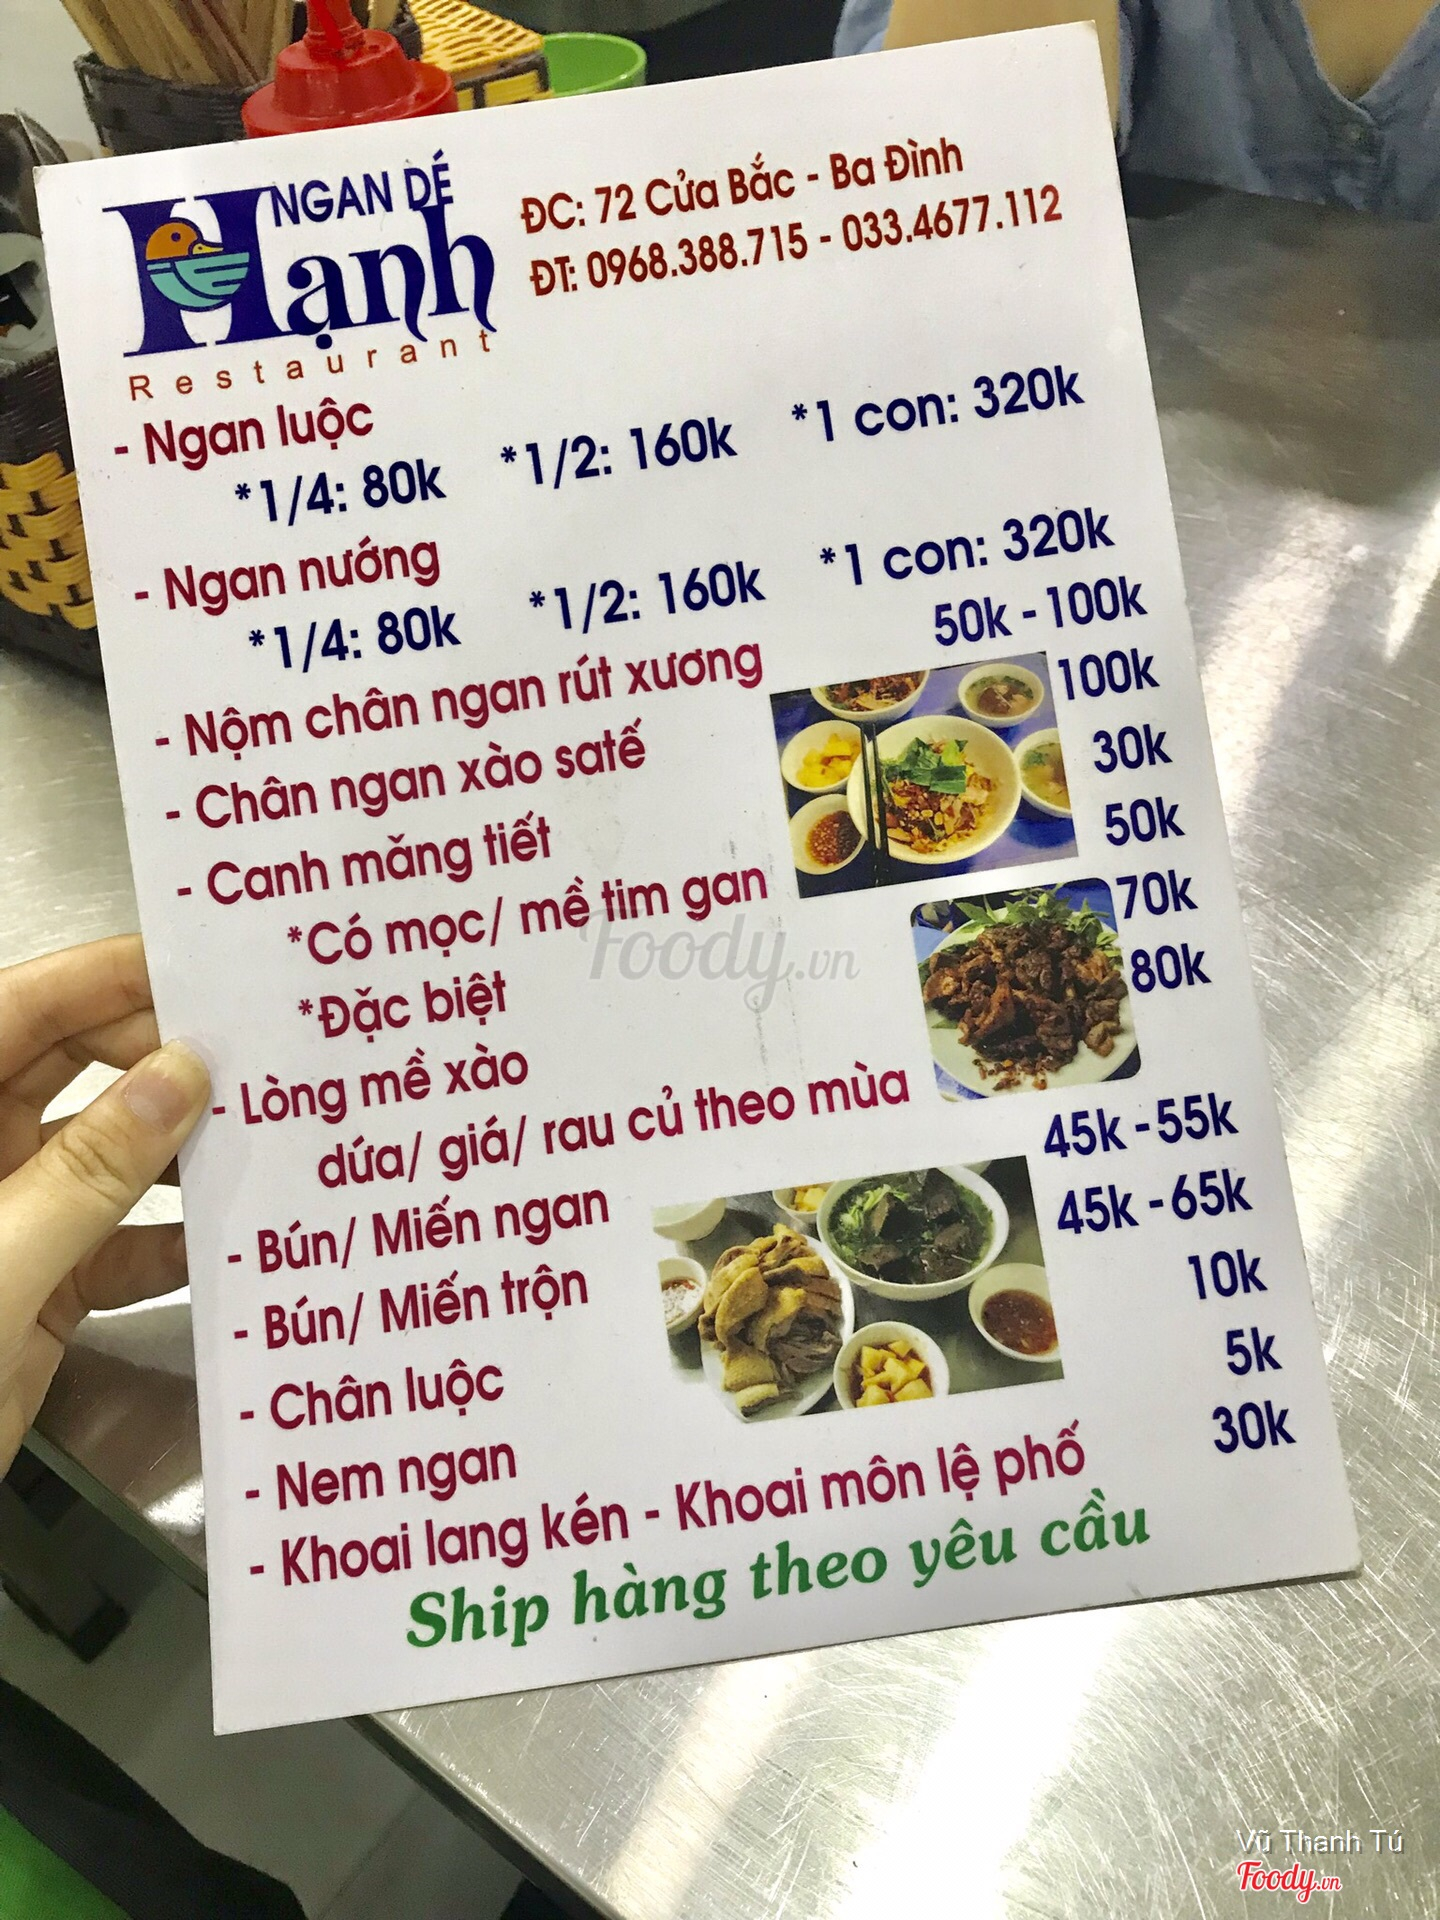 NGAN DÉ
Hạnh
Restaurant
ĐC: 72 Cửa Bắc - Ba Đình
ĐT: 0968.388.715 - 033.4677.112
- Ngan luộc
*1/4: 80k *1/2: 160k *1 con: 320k
- Ngan nướng
*1/4: 80k *1/2: 160k *1 con: 320k
- Nộm chân ngan rút xương 50k - 100k
- Chân ngan xào satế 100k
- Canh măng tiết 30k
*Có mọc/ mề tim gan 50k
*Đặc biệt 70k
- Lòng mề xào 80k
dứa/ giá/ rau củ theo mùa
- Bún/ Miến ngan 45k - 55k
- Bún/ Miến trộn 45k - 65k
- Chân luộc 10k
- Nem ngan 5k
- Khoai lang kén - Khoai môn lệ phố 30k
Ship hàng theo yêu cầu
Foody.vn
Vũ Thanh Tú
Foody.vn